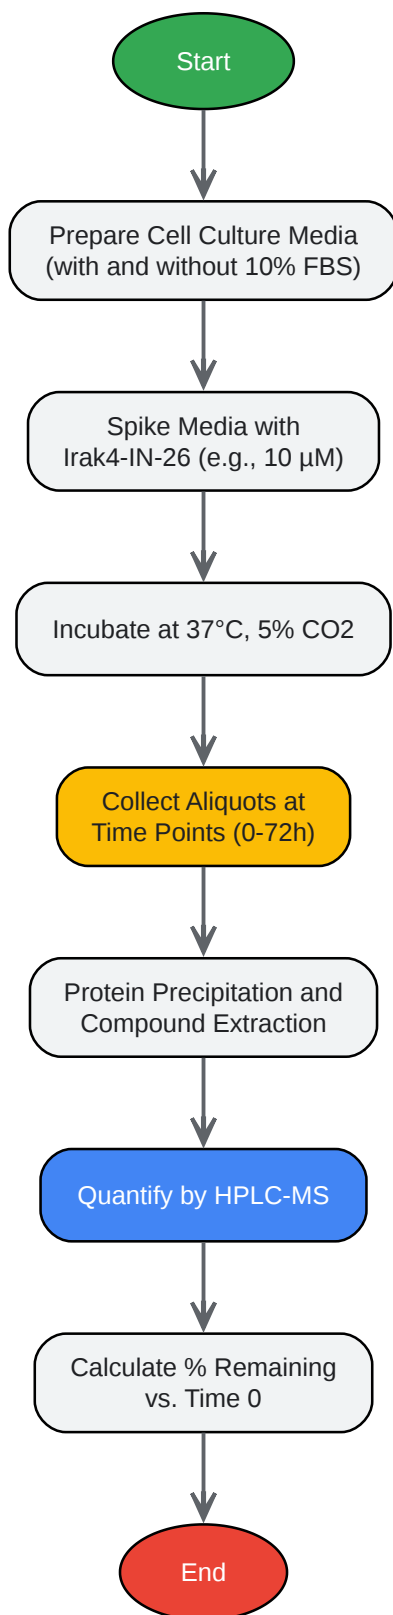 Start
Prepare Cell Culture Media
(with and without 10% FBS)
Spike Media with
Irak4-IN-26 (e.g., 10 µM)
Incubate at 37°C, 5% CO2
Collect Aliquots at
Time Points (0-72h)
Protein Precipitation and
Compound Extraction
Quantify by HPLC-MS
Calculate % Remaining
vs. Time 0
End